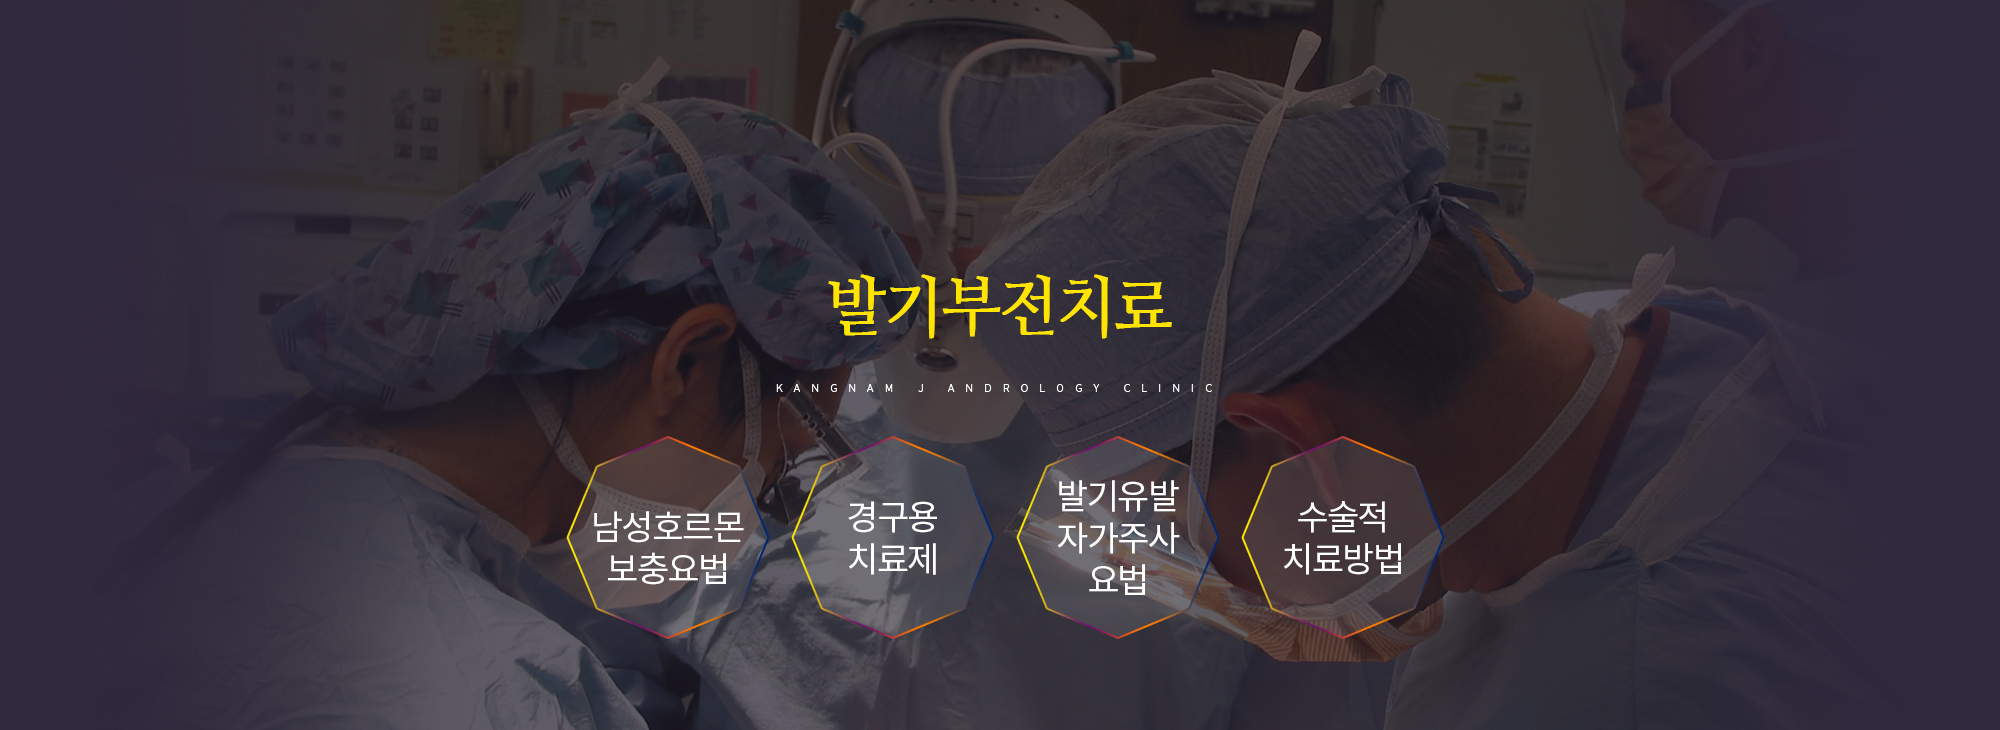 발기부전치료
KANGNAM J ANDROLOGY CLINIC
남성호르몬
보충요법
경구용
치료제
발기유발
자가주사
요법
수술적
치료방법